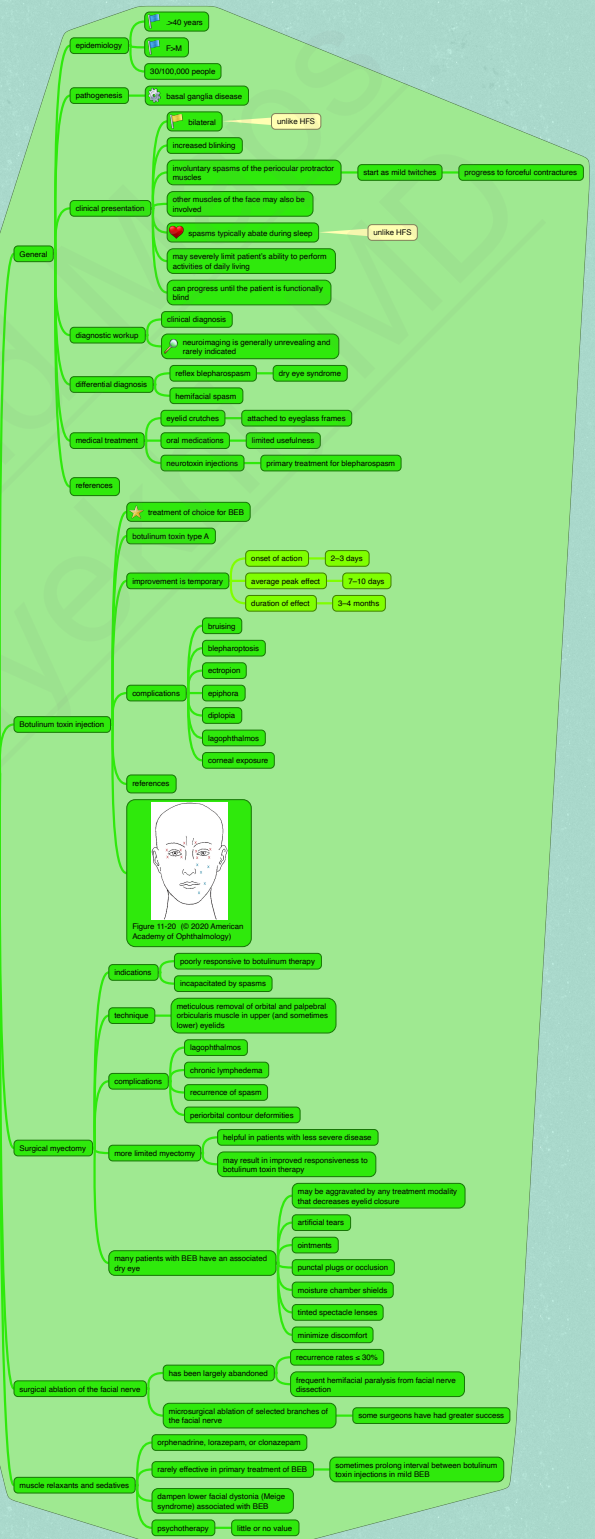 General
epidemiology
.>40 years
F>M
30/100,000 people
pathogenesis
basal ganglia disease
clinical presentation
bilateral
unlike HFS
increased blinking
involuntary spasms of the periocular protractor
muscles
start as mild twitches
progress to forceful contractures
other muscles of the face may also be
involved
spasms typically abate during sleep
unlike HFS
may severely limit patient's ability to perform
activities of daily living
can progress until the patient is functionally
blind
diagnostic workup
clinical diagnosis
neuroimaging is generally unrevealing and
rarely indicated
differential diagnosis
reflex blepharospasm
dry eye syndrome
hemifacial spasm
medical treatment
eyelid crutches
attached to eyeglass frames
oral medications
limited usefulness
neurotoxin injections
primary treatment for blepharospasm
references
Botulinum toxin injection
treatment of choice for BEB
botulinum toxin type A
improvement is temporary
onset of action
2–3 days
average peak effect
7–10 days
duration of effect
3–4 months
complications
bruising
blepharoptosis
ectropion
epiphora
diplopia
lagophthalmos
corneal exposure
references
Figure 11-20 (© 2020 American
Academy of Ophthalmology)
Surgical myectomy
indications
poorly responsive to botulinum therapy
incapacitated by spasms
technique
meticulous removal of orbital and palpebral
orbicularis muscle in upper (and sometimes
lower) eyelids
complications
lagophthalmos
chronic lymphedema
recurrence of spasm
periorbital contour deformities
more limited myectomy
helpful in patients with less severe disease
may result in improved responsiveness to
botulinum toxin therapy
many patients with BEB have an associated
dry eye
may be aggravated by any treatment modality
that decreases eyelid closure
artificial tears
ointments
punctal plugs or occlusion
moisture chamber shields
tinted spectacle lenses
minimize discomfort
surgical ablation of the facial nerve
has been largely abandoned
recurrence rates ≤ 30%
frequent hemifacial paralysis from facial nerve
dissection
microsurgical ablation of selected branches of
the facial nerve
some surgeons have had greater success
muscle relaxants and sedatives
orphenadrine, lorazepam, or clonazepam
rarely effective in primary treatment of BEB
sometimes prolong interval between botulinum
toxin injections in mild BEB
dampen lower facial dystonia (Meige
syndrome) associated with BEB
psychotherapy
little or no value